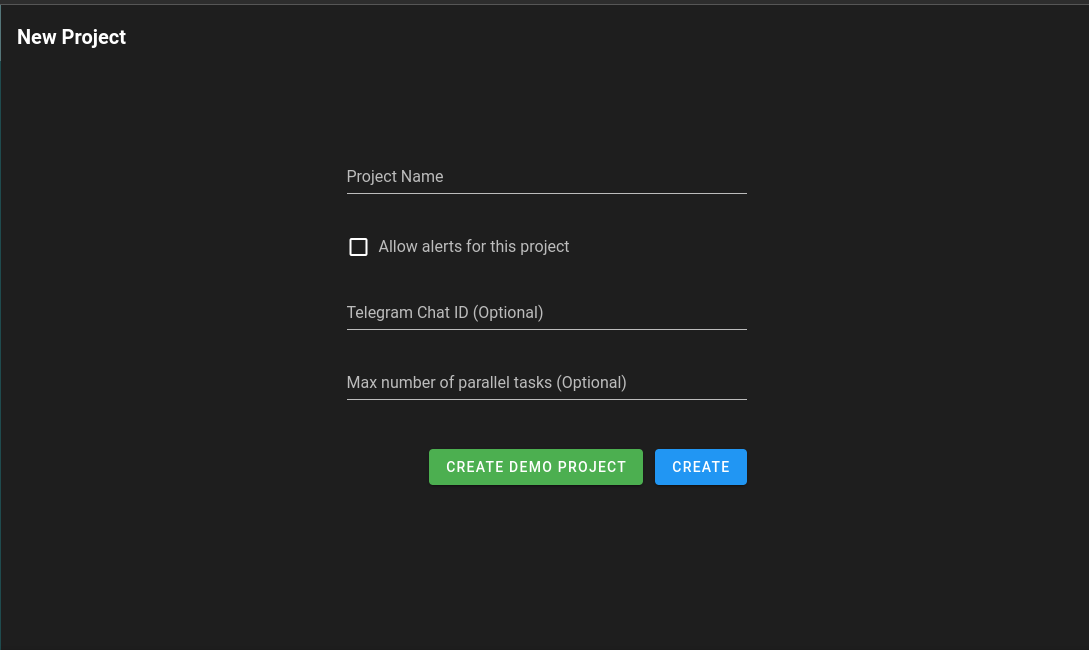 New Project
Project Name
Allow alerts for this project
Telegram Chat ID (Optional)
Max number of parallel tasks (Optional)
CREATE DEMO PROJECT CREATE